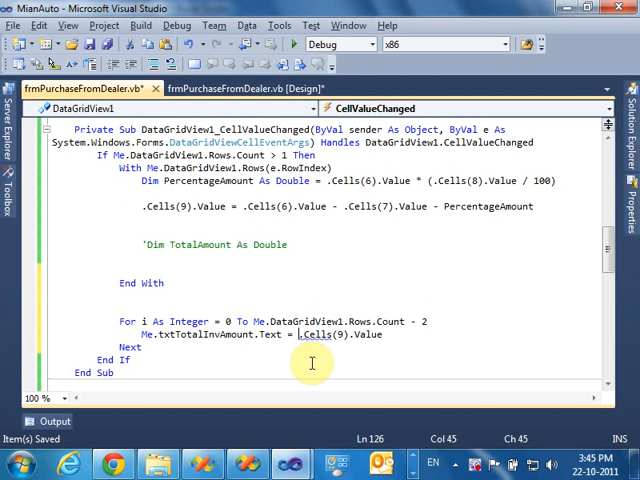 MianAuto - Microsoft Visual Studio
File Edit View Project Build Debug Team Data Tools Test Window Help
Debug x86
frmPurchaseFromDealer.vb* frmPurchaseFromDealer.vb [Design]*
DataGridView1 CellValueChanged
Private Sub DataGridView1_CellValueChanged(ByVal sender As Object, ByVal e As
System.Windows.Forms.DataGridViewCellEventArgs) Handles DataGridView1.CellValueChanged
If Me.DataGridView1.Rows.Count > 1 Then
With Me.DataGridView1.Rows(e.RowIndex)
Dim PercentageAmount As Double = .Cells(6).Value * (.Cells(8).Value / 100)
.Cells(9).Value = .Cells(6).Value - .Cells(7).Value - PercentageAmount
'Dim TotalAmount As Double
End With
For i As Integer = 0 To Me.DataGridView1.Rows.Count - 2
Me.txtTotalInvAmount.Text = .Cells(9).Value
Next
End If
End Sub
Server Explorer
Toolbox
Solution Explorer
Properties
100 %
Output
Item(s) Saved Ln 126 Col 45 Ch 45 INS
EN 3:45 PM
22-10-2011